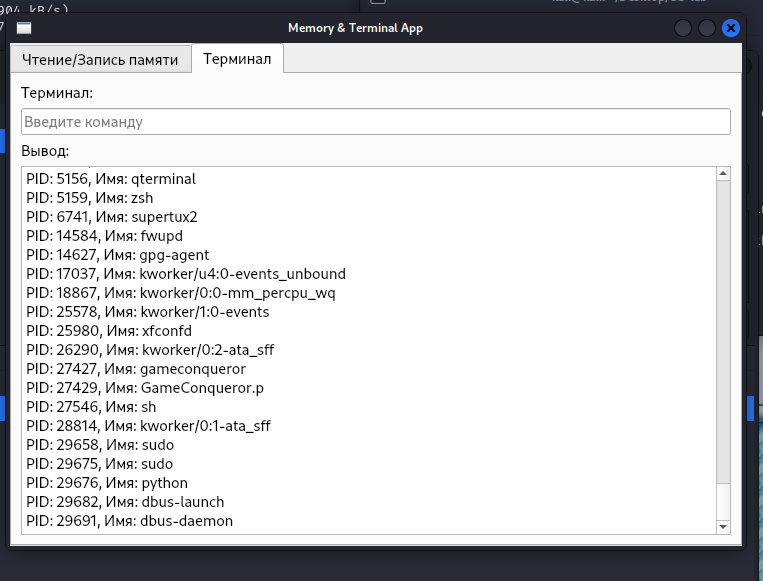 904 kB/s)
Memory & Terminal App
Чтение/Запись памяти
Терминал
Терминал:
Введите команду
Вывод:
PID: 5156, Имя: qterminal
PID: 5159, Имя: zsh
PID: 6741, Имя: supertux2
PID: 14584, Имя: fwupd
PID: 14627, Имя: gpg-agent
PID: 17037, Имя: kworker/u4:0-events_unbound
PID: 18867, Имя: kworker/0:0-mm_percpu_wq
PID: 25578, Имя: kworker/1:0-events
PID: 25980, Имя: xfconfd
PID: 26290, Имя: kworker/0:2-ata_sff
PID: 27427, Имя: gameconqueror
PID: 27429, Имя: GameConqueror.p
PID: 27546, Имя: sh
PID: 28814, Имя: kworker/0:1-ata_sff
PID: 29658, Имя: sudo
PID: 29675, Имя: sudo
PID: 29676, Имя: python
PID: 29682, Имя: dbus-launch
PID: 29691, Имя: dbus-daemon